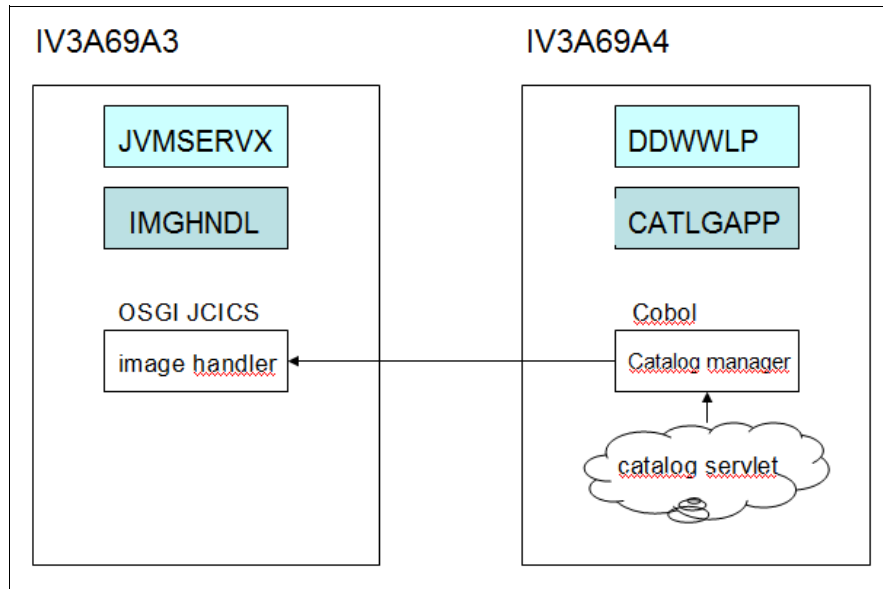 IV3A69A3
IV3A69A4
JVMSERVX
IMGHNDL
OSGI JCICS
image handler
DDWWLP
CATLGAPP
Cobol
Catalog manager
catalog servlet